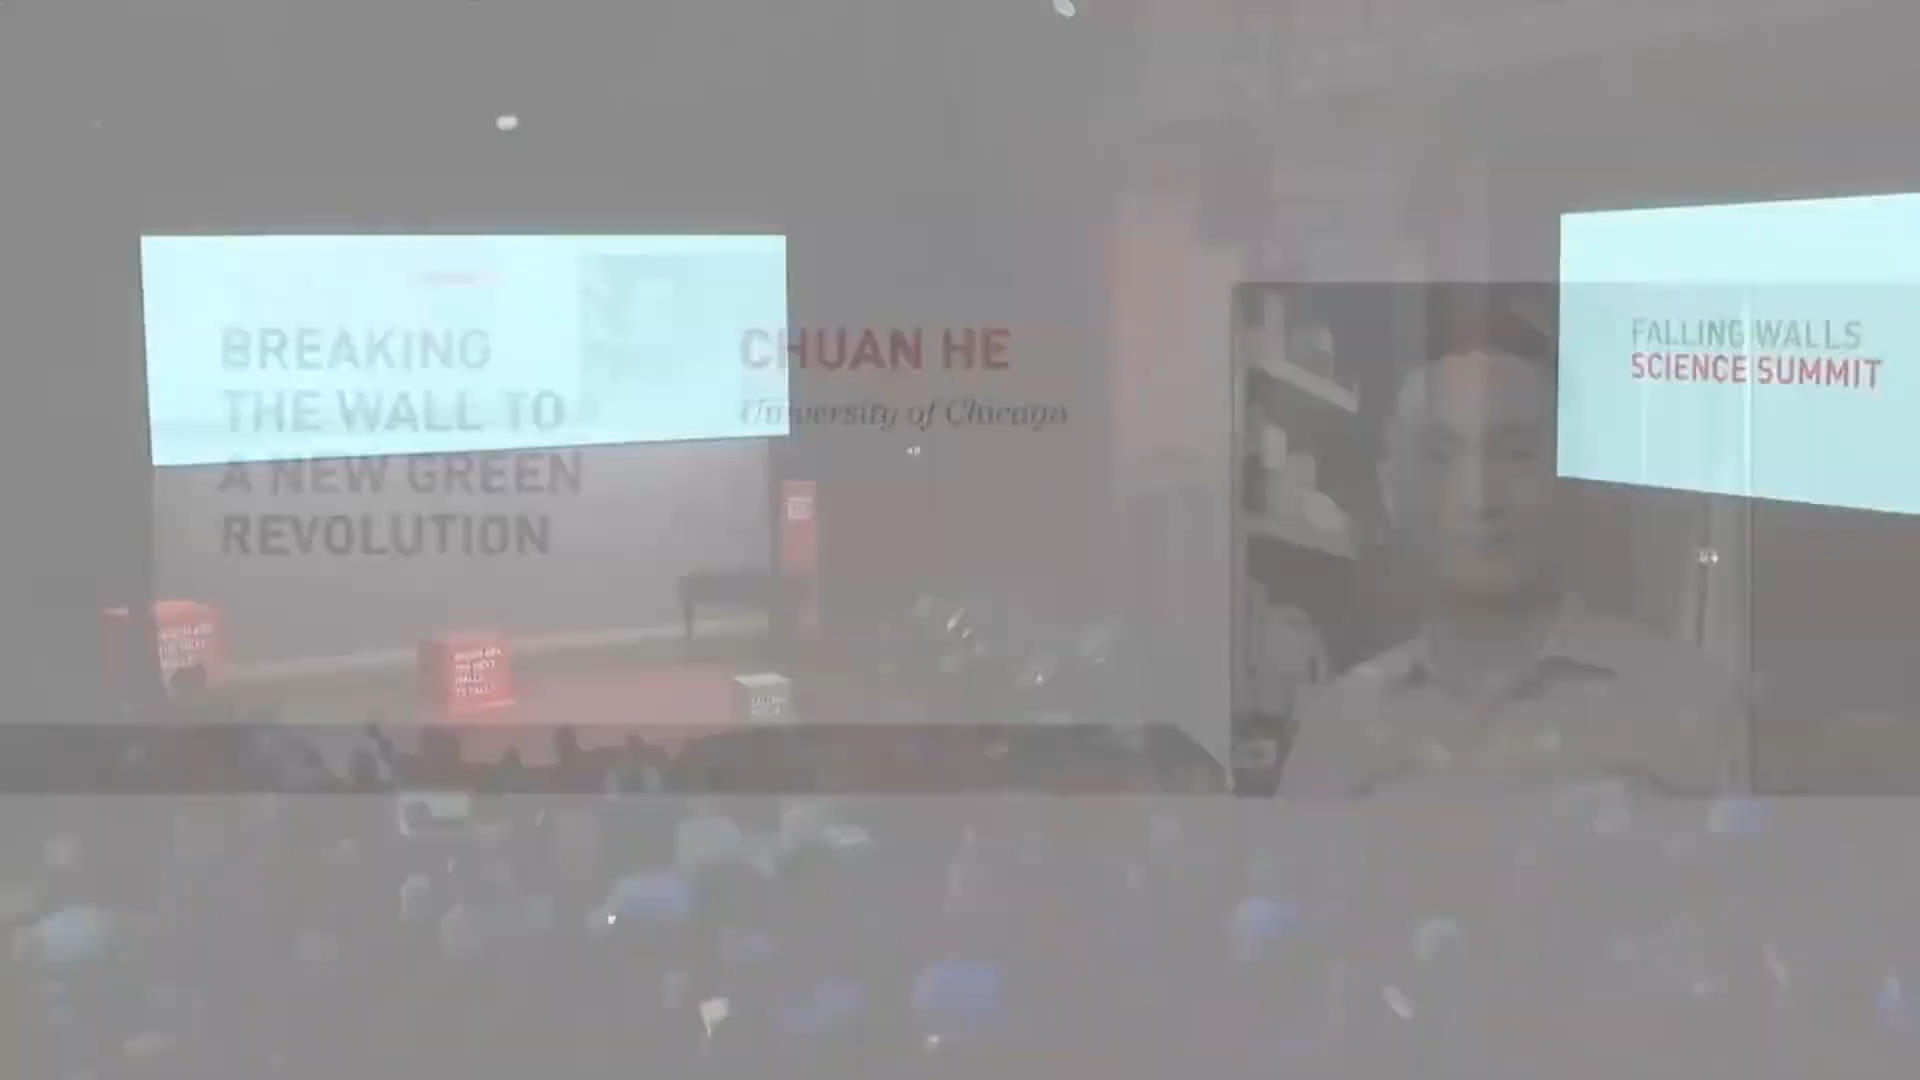 BREAKING
THE WALL TO
A NEW GREEN
REVOLUTION
CHUAN HE
University of Chicago
FALLING WALLS
SCIENCE SUMMIT